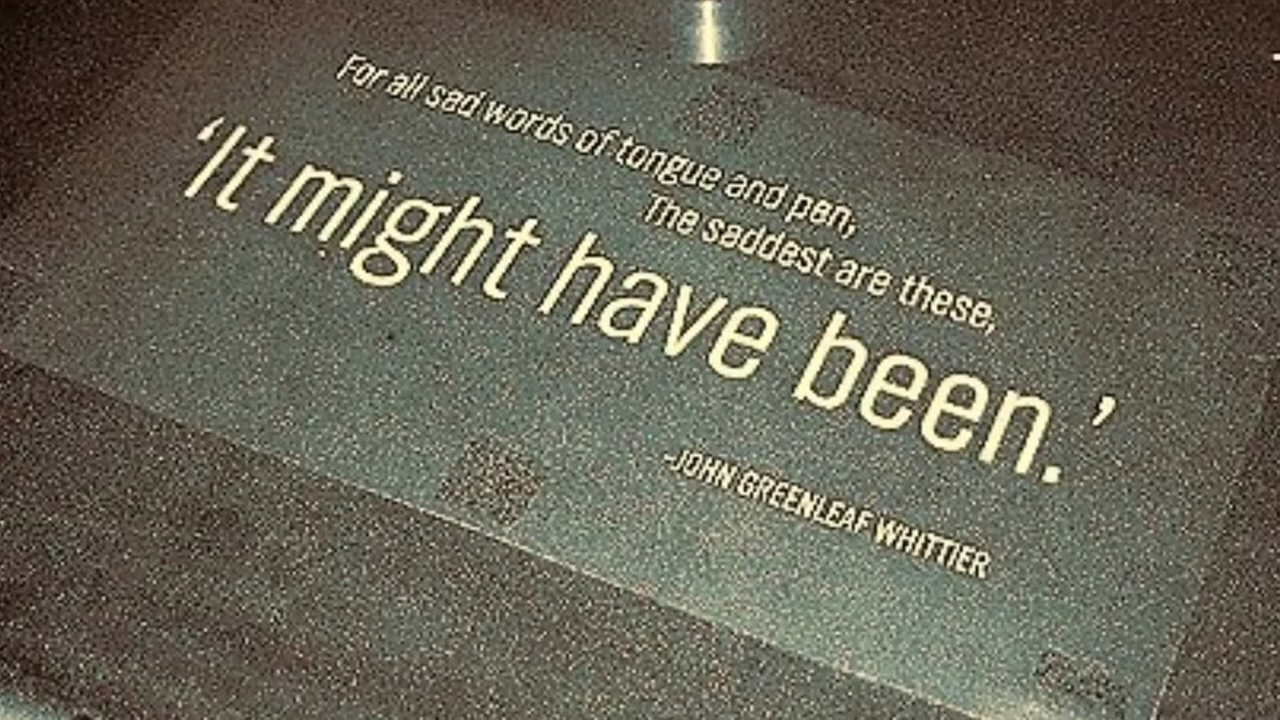 For all sad words of tongue and pen,
The saddest are these,
‘It might have been.’
-JOHN GREENLEAF WHITTIER